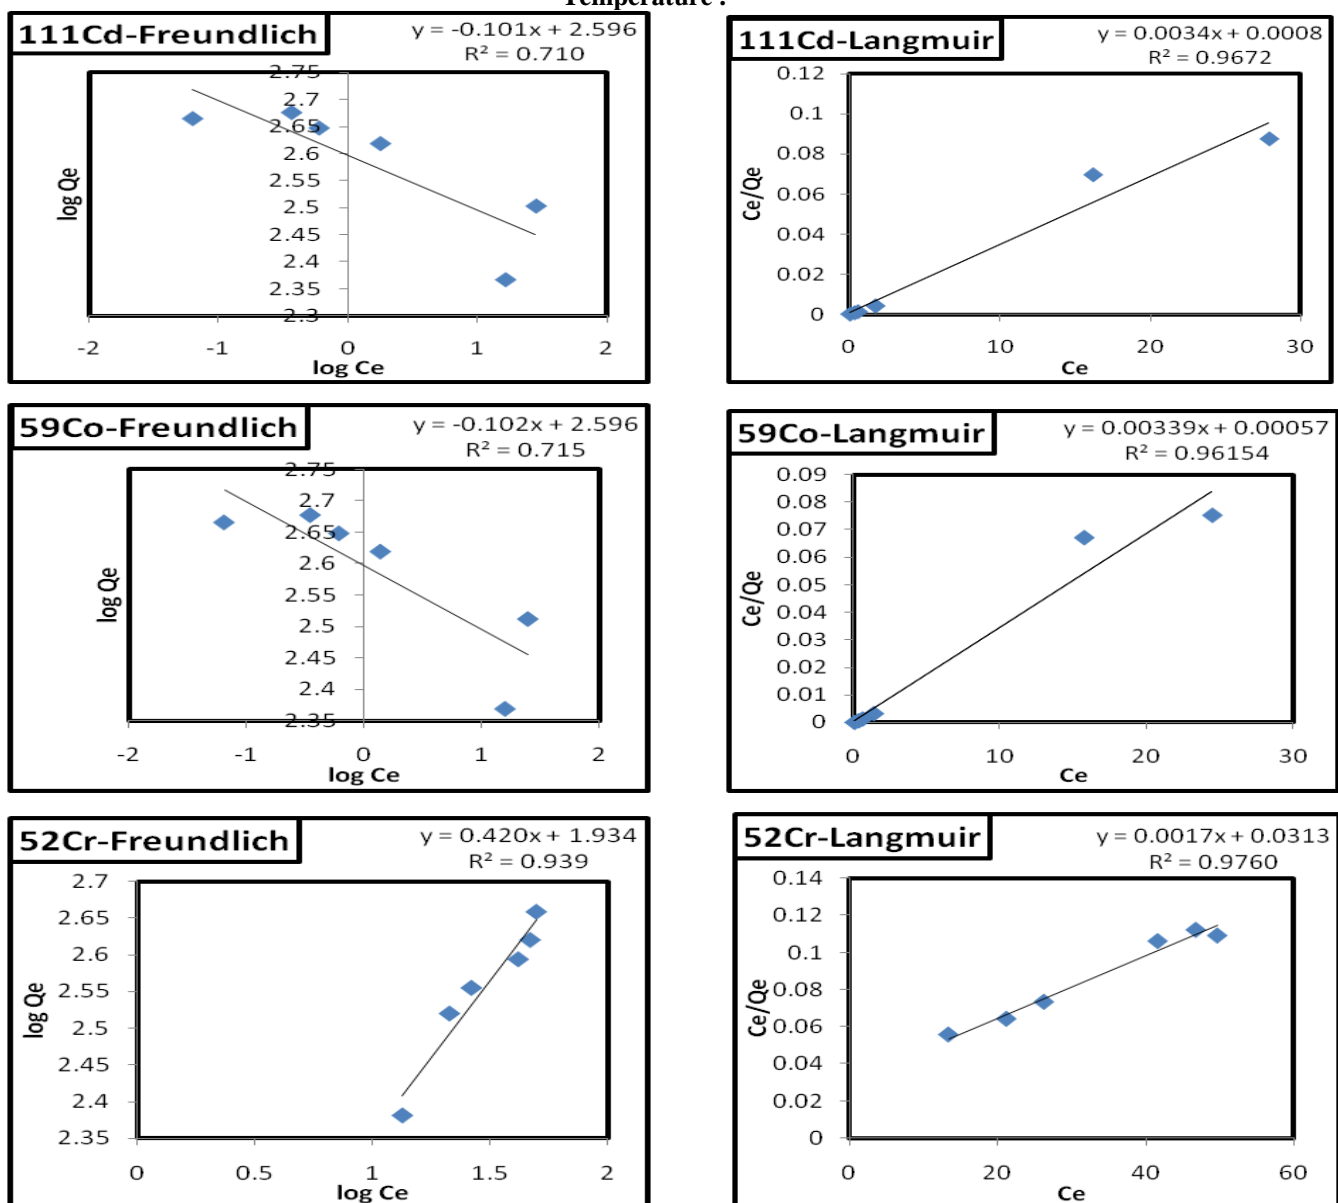 Temperature .
111Cd-Freundlich
y = -0.101x + 2.596
R² = 0.710
2.75
2.7
2.65
2.6
2.55
2.5
2.45
2.4
2.35
2.3
log Qe
-2 -1 0 1 2
log Ce
111Cd-Langmuir
y = 0.0034x + 0.0008
R² = 0.9672
0.12
0.1
0.08
0.06
0.04
0.02
0
Ce/Qe
0 10 20 30
Ce
59Co-Freundlich
y = -0.102x + 2.596
R² = 0.715
2.75
2.7
2.65
2.6
2.55
2.5
2.45
2.4
2.35
log Qe
-2 -1 0 1 2
log Ce
59Co-Langmuir
y = 0.00339x + 0.00057
R² = 0.96154
0.09
0.08
0.07
0.06
0.05
0.04
0.03
0.02
0.01
0
Ce/Qe
0 10 20 30
Ce
52Cr-Freundlich
y = 0.420x + 1.934
R² = 0.939
2.7
2.65
2.6
2.55
2.5
2.45
2.4
2.35
log Qe
0 0.5 1 1.5 2
log Ce
52Cr-Langmuir
y = 0.0017x + 0.0313
R² = 0.9760
0.14
0.12
0.1
0.08
0.06
0.04
0.02
0
Ce/Qe
0 20 40 60
Ce